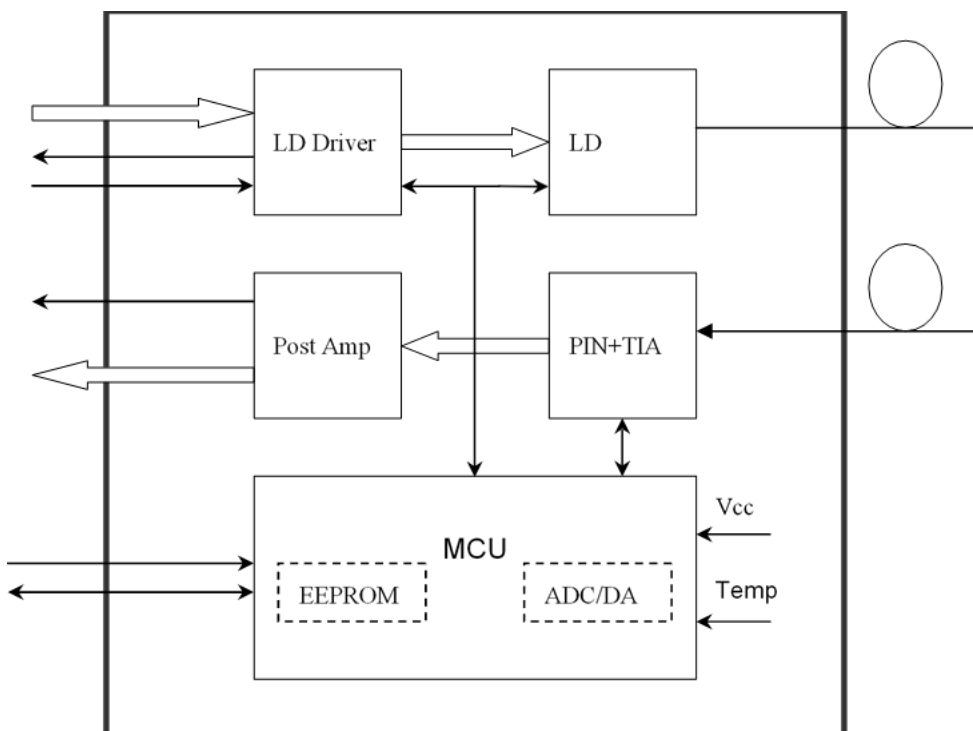 LD Driver
LD
Post Amp
PIN+TIA
Vcc
MCU
EEPROM
ADC/DA
Temp